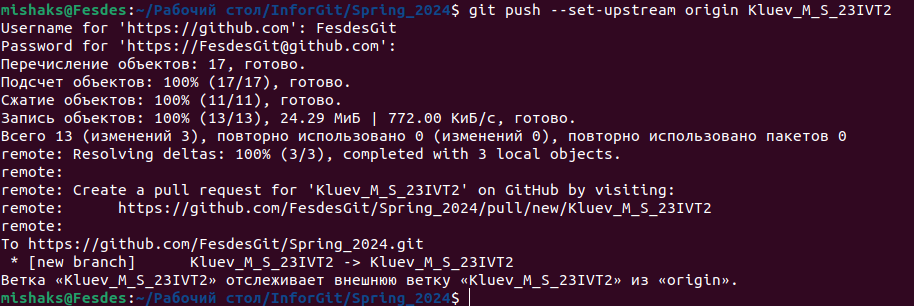 mishaks@Fesdes:~/Рабочий стол/InforGit/Spring_2024$ git push --set-upstream origin Kluev_M_S_23IVT2
Username for 'https://github.com': FesdesGit
Password for 'https://FesdesGit@github.com':
Перечисление объектов: 17, готово.
Подсчет объектов: 100% (17/17), готово.
Сжатие объектов: 100% (11/11), готово.
Запись объектов: 100% (13/13), 24.29 МиБ | 772.00 КиБ/с, готово.
Всего 13 (изменений 3), повторно использовано 0 (изменений 0), повторно использовано пакетов 0
remote: Resolving deltas: 100% (3/3), completed with 3 local objects.
remote:
remote: Create a pull request for 'Kluev_M_S_23IVT2' on GitHub by visiting:
remote:      https://github.com/FesdesGit/Spring_2024/pull/new/Kluev_M_S_23IVT2
remote:
To https://github.com/FesdesGit/Spring_2024.git
 * [new branch]      Kluev_M_S_23IVT2 -> Kluev_M_S_23IVT2
Ветка «Kluev_M_S_23IVT2» отслеживает внешнюю ветку «Kluev_M_S_23IVT2» из «origin».
mishaks@Fesdes:~/Рабочий стол/InforGit/Spring_2024$